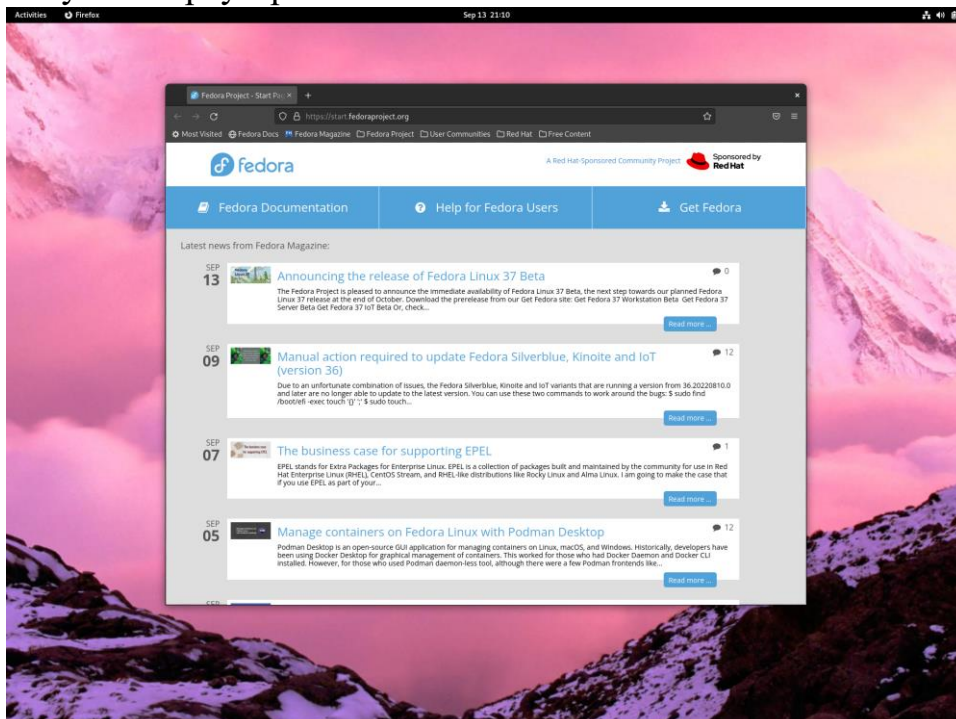 Activities Firefox Sep 13 21:10
Fedora Project - Start Pag × +
https://start.fedoraproject.org
Most Visited Fedora Docs Fedora Magazine Fedora Project User Communities Red Hat Free Content
fedora
A Red Hat-Sponsored Community Project
Sponsored by
Red Hat
Fedora Documentation Help for Fedora Users Get Fedora
Latest news from Fedora Magazine:
SEP
13
Announcing the release of Fedora Linux 37 Beta
0
The Fedora Project is pleased to announce the immediate availability of Fedora Linux 37 Beta, the next step towards our planned Fedora
Linux 37 release at the end of October. Download the prerelease from our Get Fedora site: Get Fedora 37 Workstation Beta Get Fedora 37
Server Beta Get Fedora 37 IoT Beta Or, check...
Read more ...
SEP
09
Manual action required to update Fedora Silverblue, Kinoite and IoT
(version 36)
12
Due to an unfortunate combination of issues, the Fedora Silverblue, Kinoite and IoT variants that are running a version from 36.20220810.0
and later are no longer able to update to the latest version. You can use these two commands to work around the bugs: $ sudo find
/boot/efi -exec touch '{}' ';' $ sudo touch...
Read more ...
SEP
07
The business case for supporting EPEL
1
EPEL stands for Extra Packages for Enterprise Linux. EPEL is a collection of packages built and maintained by the community for use in Red
Hat Enterprise Linux (RHEL), CentOS Stream, and RHEL-like distributions like Rocky Linux and Alma Linux. I am going to make the case that
if you use EPEL as part of your...
Read more ...
SEP
05
Manage containers on Fedora Linux with Podman Desktop
12
Podman Desktop is an open-source GUI application for managing containers on Linux, macOS, and Windows. Historically, developers have
been using Docker Desktop for graphical management of containers. This worked for those who had Docker Daemon and Docker CLI
installed. However, for those who used Podman daemon-less tool, although there were a few Podman frontends like...
Read more ...
SEP